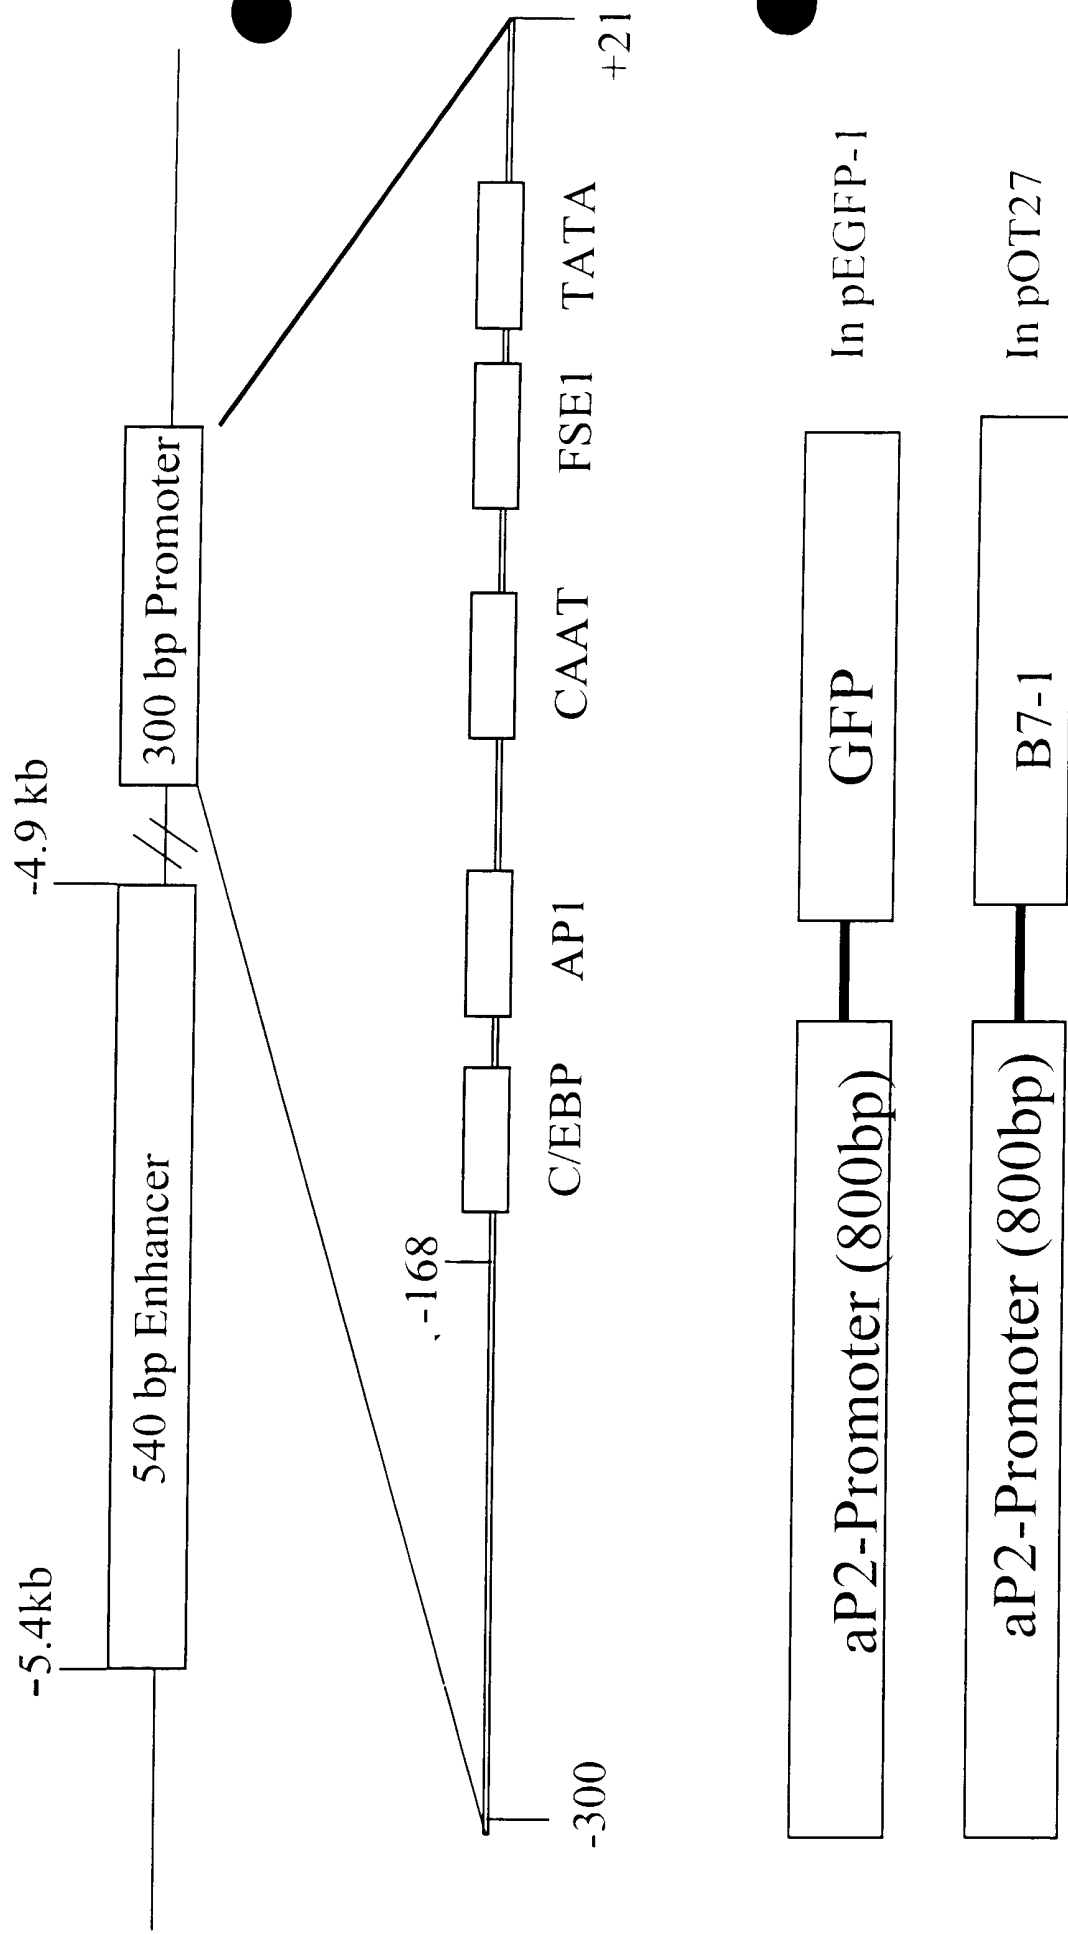 -5.4kb
-4.9 kb
540 bp Enhancer
300 bp Promoter
-168
-300
+21
C/EBP
AP1
CAAT
FSE1
TATA
aP2-Promoter (800bp)
GFP
In pEGFP-1
aP2-Promoter (800bp)
B7-1
In pOT27